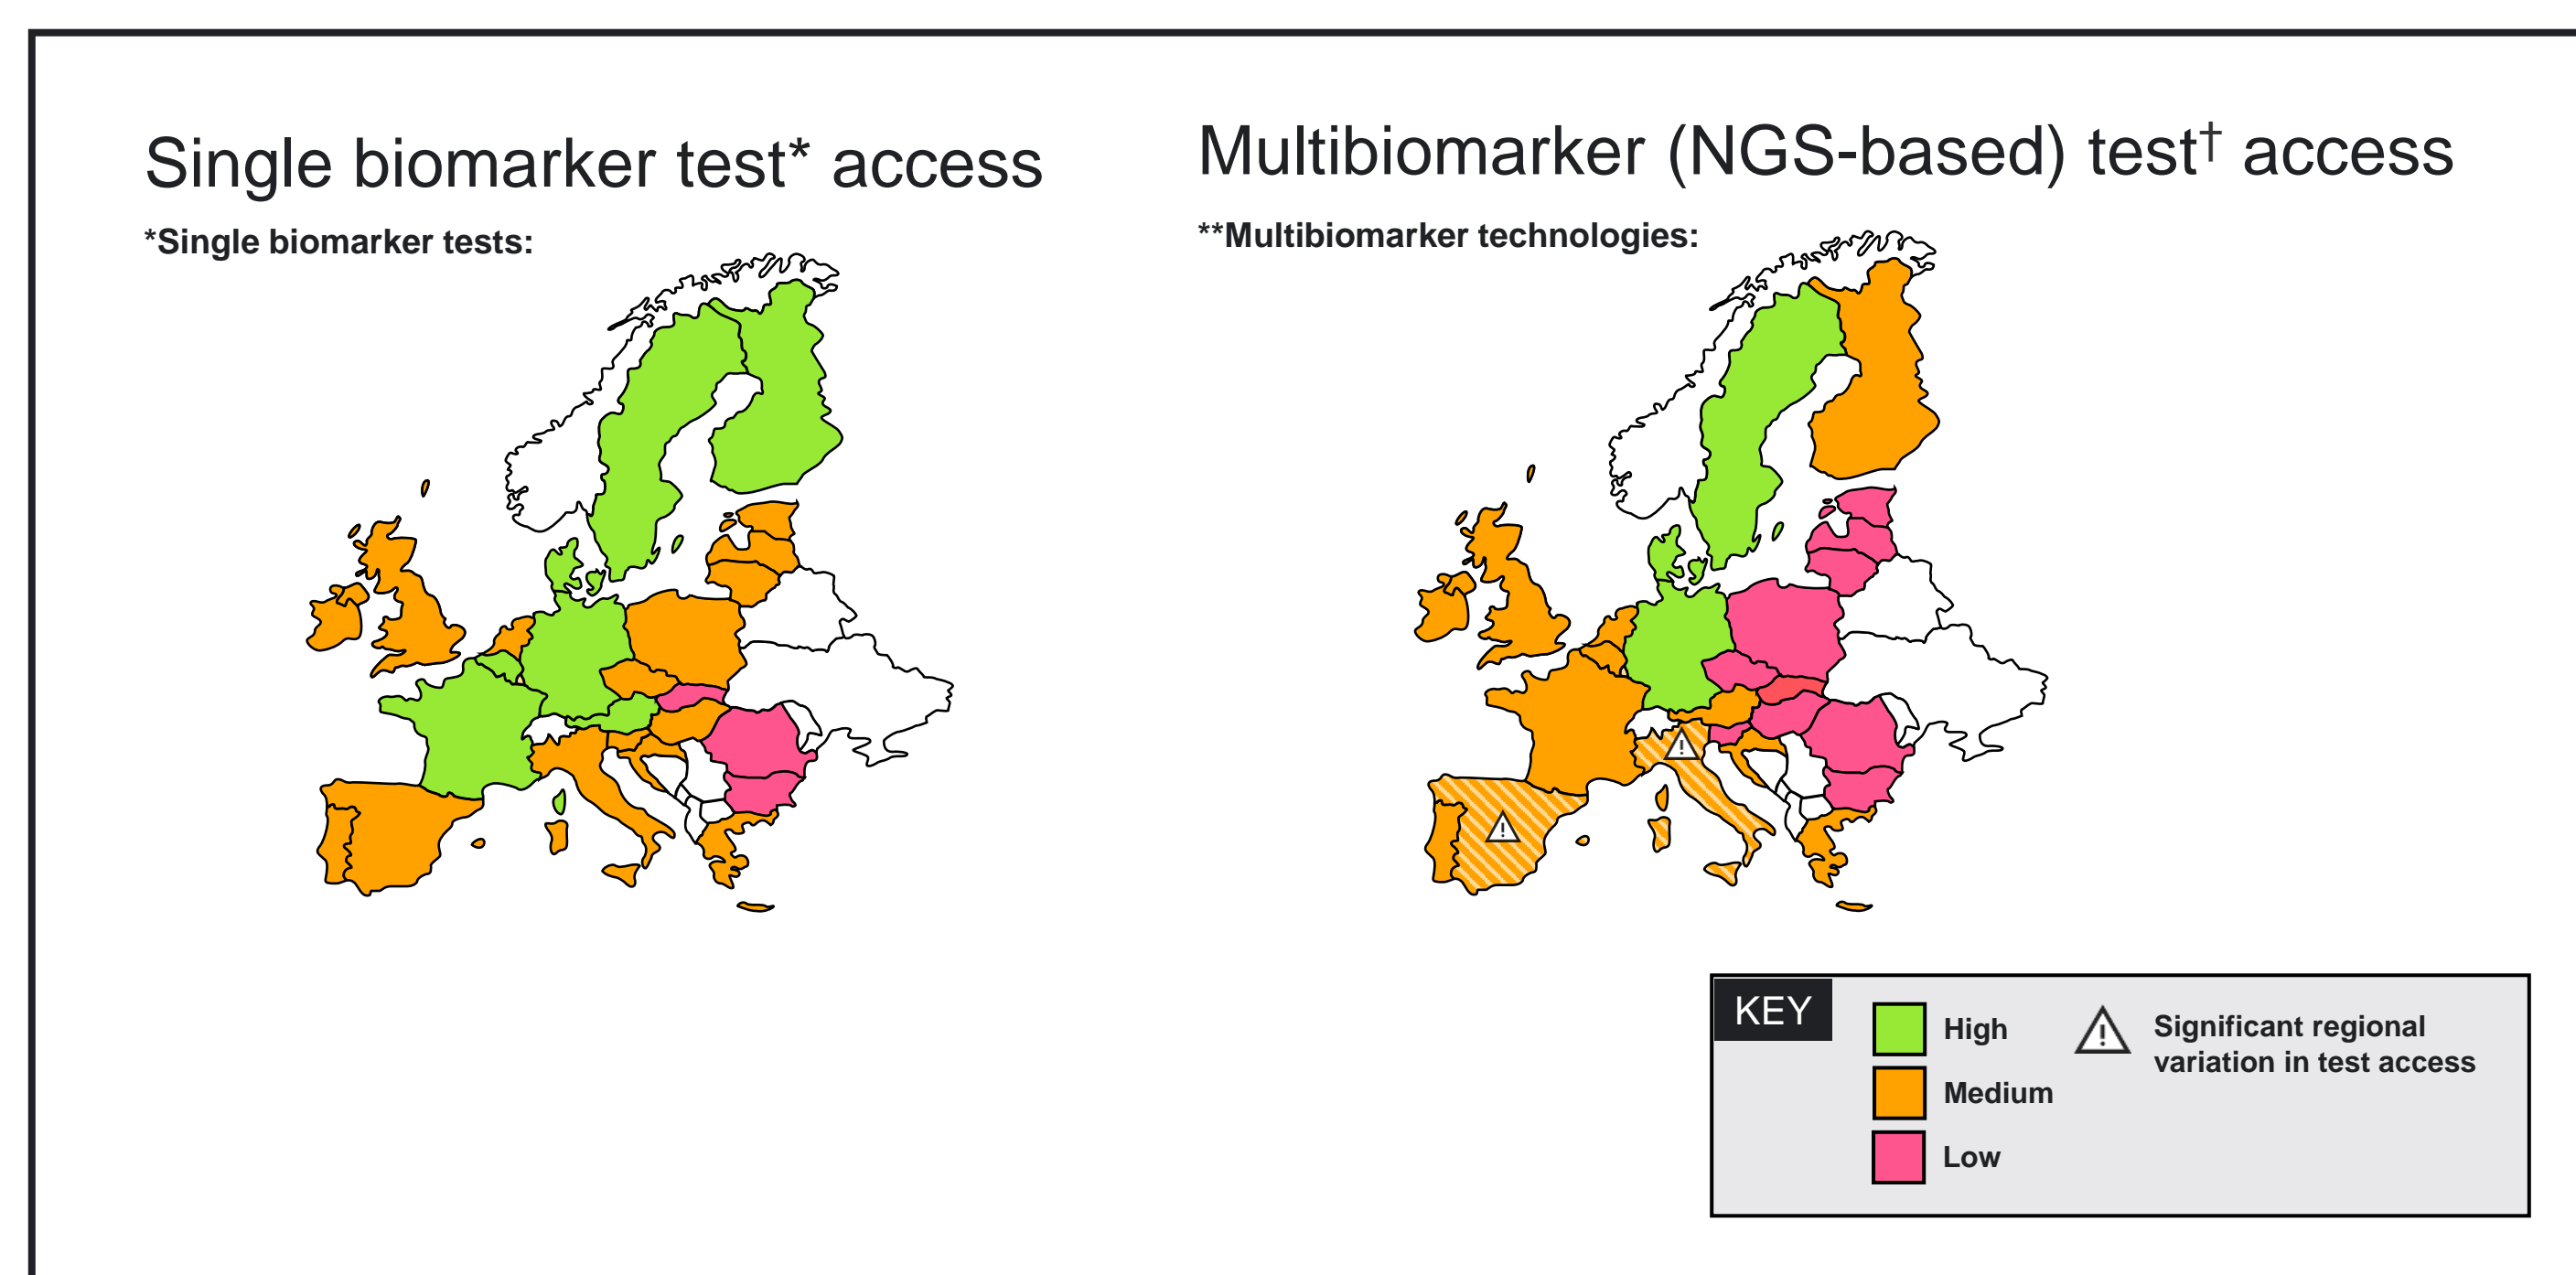 Single biomarker test* access
*Single biomarker tests:
Multibiomarker (NGS-based) test† access
**Multibiomarker technologies:
KEY
High
Medium
Low
Significant regional
variation in test access